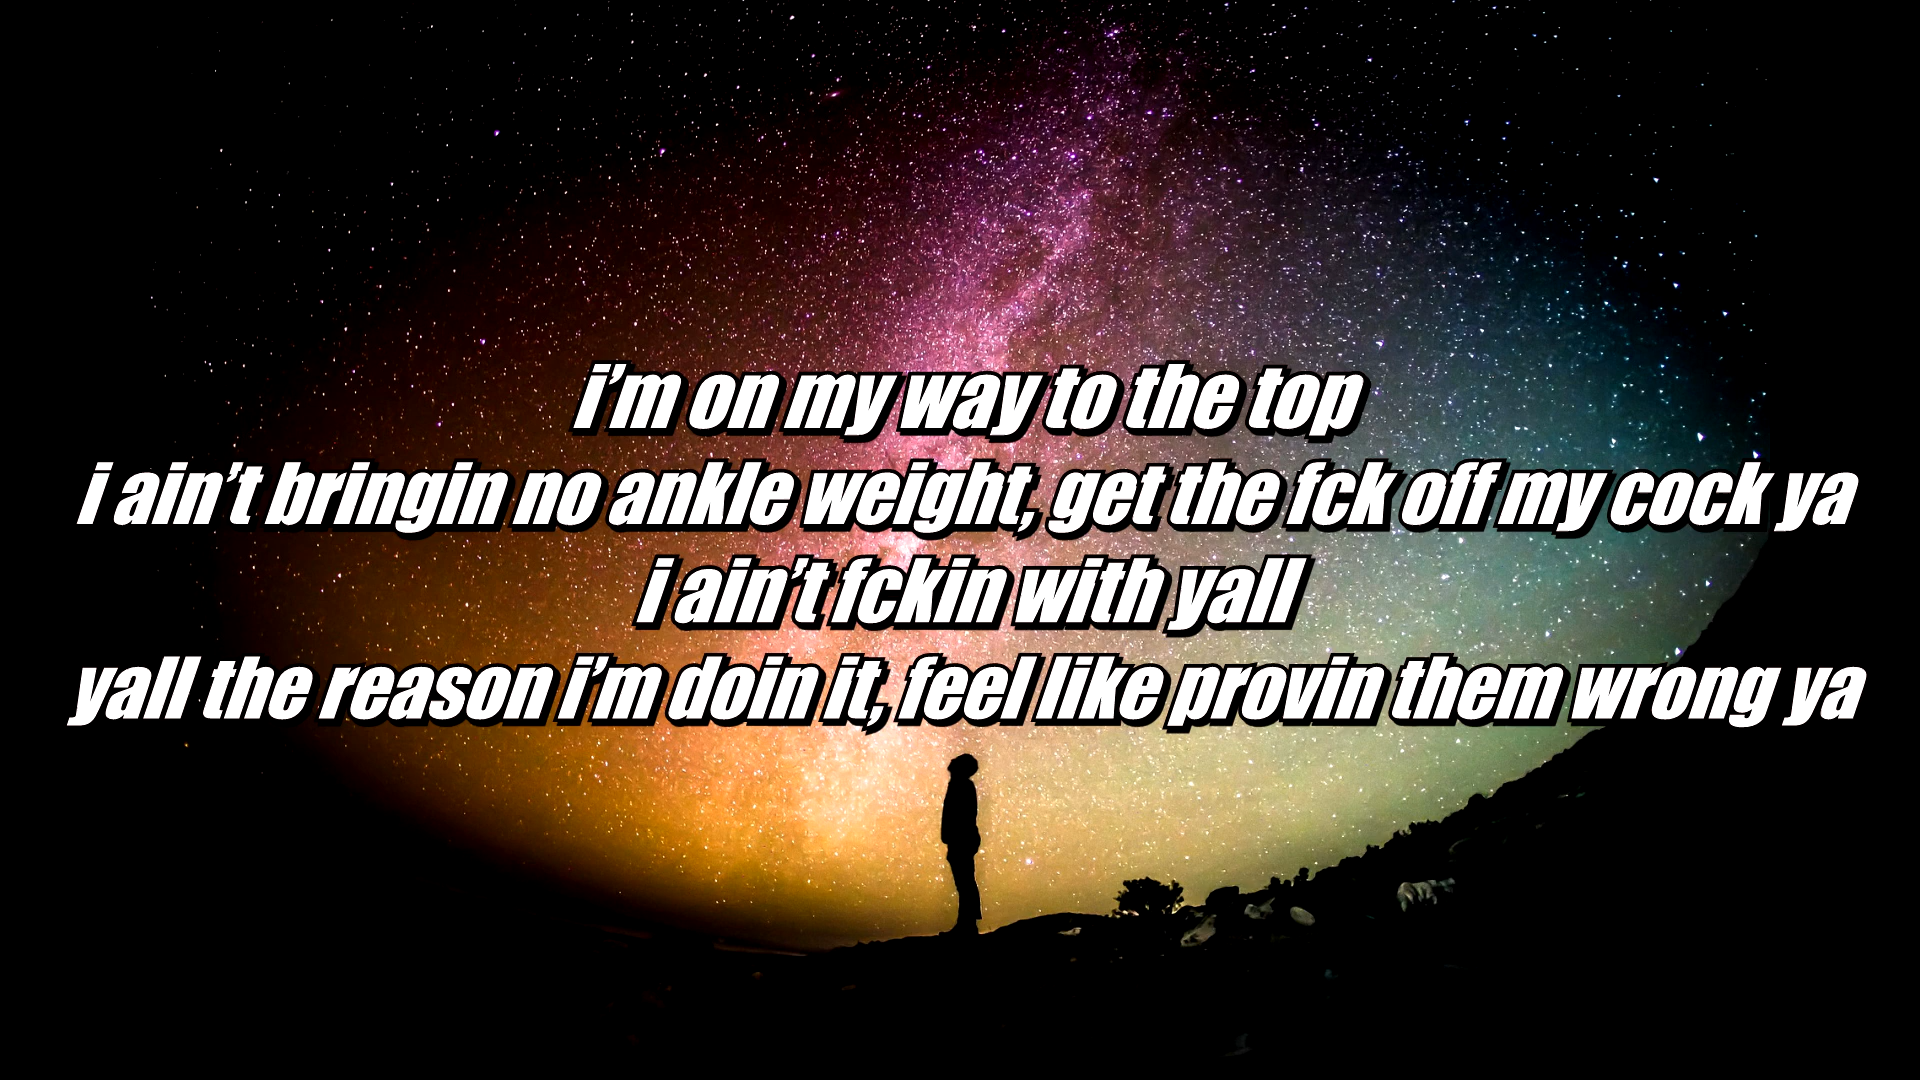 i’m on my way to the top
i ain’t bringin no ankle weight, get the fck off my cock ya
i ain’t fckin with yall
yall the reason i’m doin it, feel like provin them wrong ya